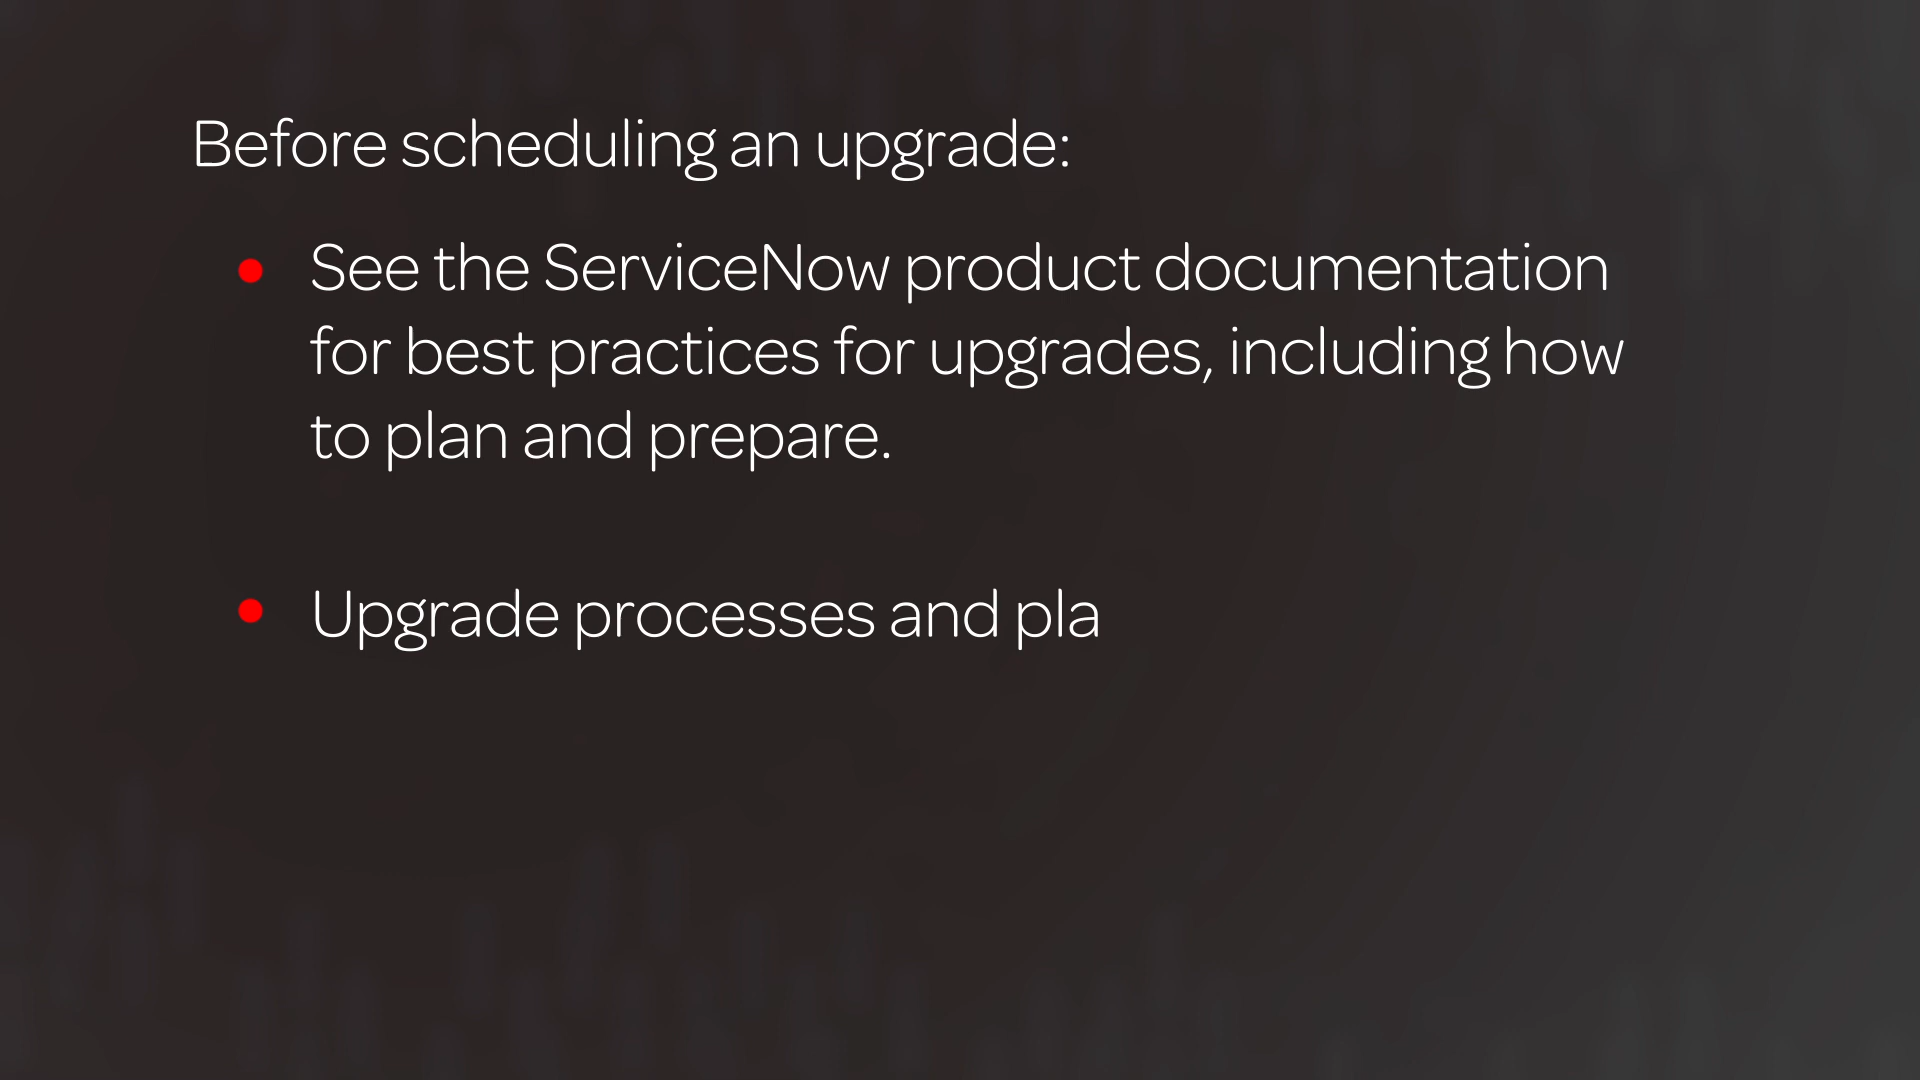 Before scheduling an upgrade:
See the ServiceNow product documentation
for best practices for upgrades, including how
to plan and prepare.
Upgrade processes and pla